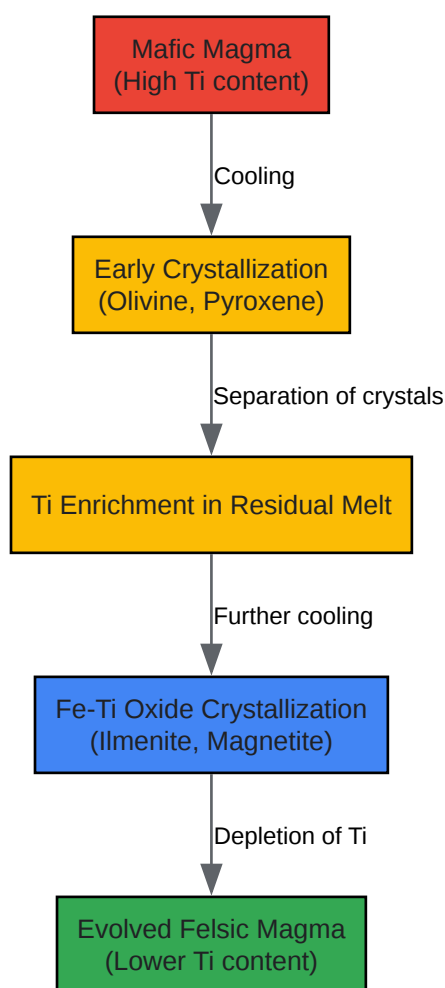 Mafic Magma
(High Ti content)
Cooling
Early Crystallization
(Olivine, Pyroxene)
Separation of crystals
Ti Enrichment in Residual Melt
Further cooling
Fe-Ti Oxide Crystallization
(Ilmenite, Magnetite)
Depletion of Ti
Evolved Felsic Magma
(Lower Ti content)